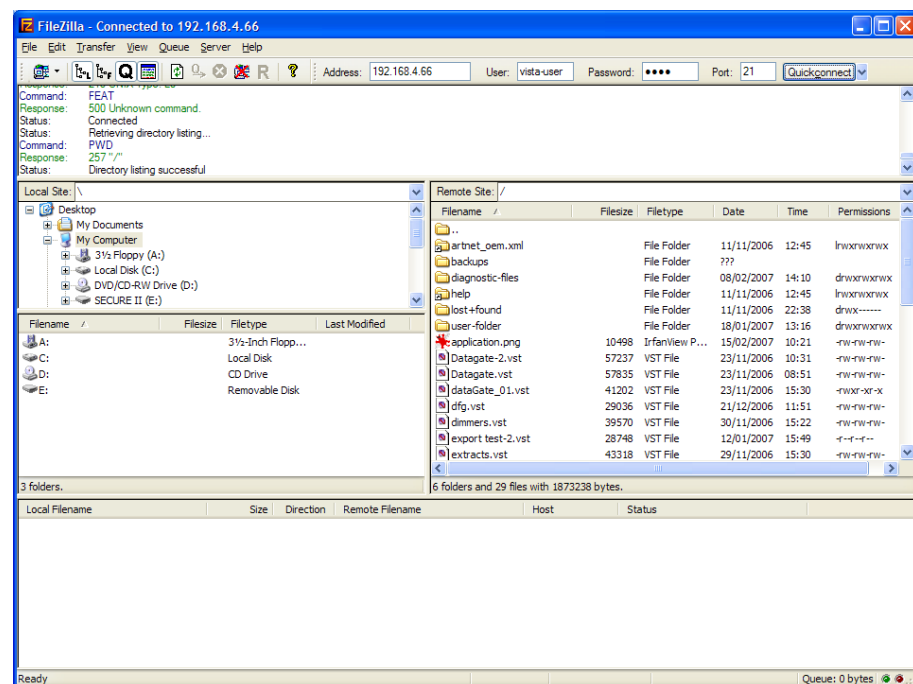 FileZilla - Connected to 192.168.4.66
File Edit Transfer View Queue Server Help
Address: 192.168.4.66 User: vista-user Password: •••• Port: 21 Quickconnect
Command: FEAT
Response: 500 Unknown command.
Status: Connected
Status: Retrieving directory listing...
Command: PWD
Response: 257 "/"
Status: Directory listing successful
Local Site: \
Desktop
My Documents
My Computer
3½ Floppy (A:)
Local Disk (C:)
DVD/CD-RW Drive (D:)
SECURE II (E:)
Filename Filesize Filetype Last Modified
A: 3½-Inch Flopp...
C: Local Disk
D: CD Drive
E: Removable Disk
3 folders.
Remote Site: /
Filename Filesize Filetype Date Time Permissions
..
artnet_oem.xml File Folder 11/11/2006 12:45 lrwxrwxrwx
backups File Folder ???
diagnostic-files File Folder 08/02/2007 14:10 drwxrwxrwx
help File Folder 11/11/2006 12:45 lrwxrwxrwx
lost+found File Folder 11/11/2006 22:38 drwx------
user-folder File Folder 18/01/2007 13:16 drwxrwxrwx
application.png 10498 IrfanView P... 15/02/2007 10:21 -rw-rw-rw-
Datagate-2.vst 57237 VST File 23/11/2006 10:31 -rw-rw-rw-
Datagate.vst 57835 VST File 23/11/2006 08:51 -rw-rw-rw-
dataGate_01.vst 41202 VST File 23/11/2006 15:30 -rwxr-xr-x
dfg.vst 29036 VST File 21/12/2006 11:51 -rw-rw-rw-
dimmers.vst 39570 VST File 30/11/2006 15:22 -rw-rw-rw-
export test-2.vst 28748 VST File 12/01/2007 15:49 -r--r--r--
extracts.vst 43318 VST File 29/11/2006 15:30 -rw-rw-rw-
6 folders and 29 files with 1873238 bytes.
Local Filename Size Direction Remote Filename Host Status
Ready Queue: 0 bytes